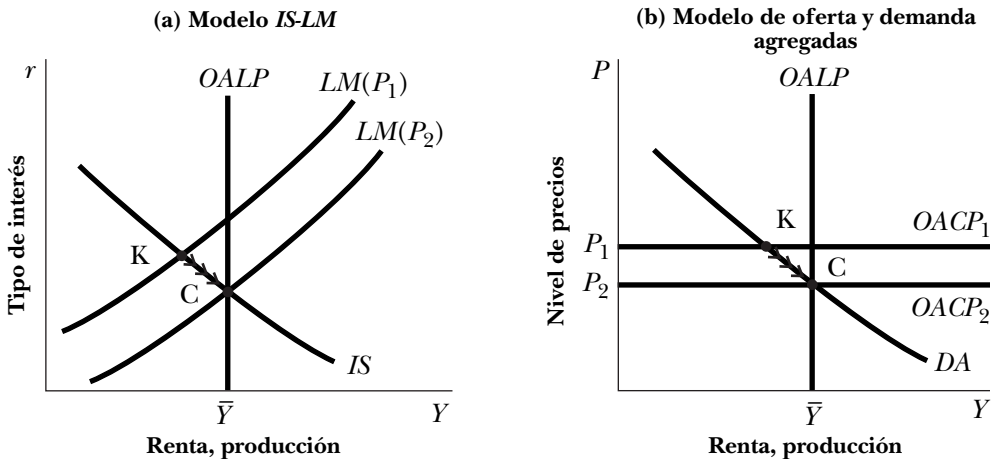 (a) Modelo IS-LM
r
OALP
LM(P₁)
LM(P₂)
Tipo de interés
K
C
IS
Y̅
Y
Renta, producción
(b) Modelo de oferta y demanda
agregadas
P
OALP
Nivel de precios
K
OACP₁
P₁
C
P₂
OACP₂
DA
Y̅
Y
Renta, producción